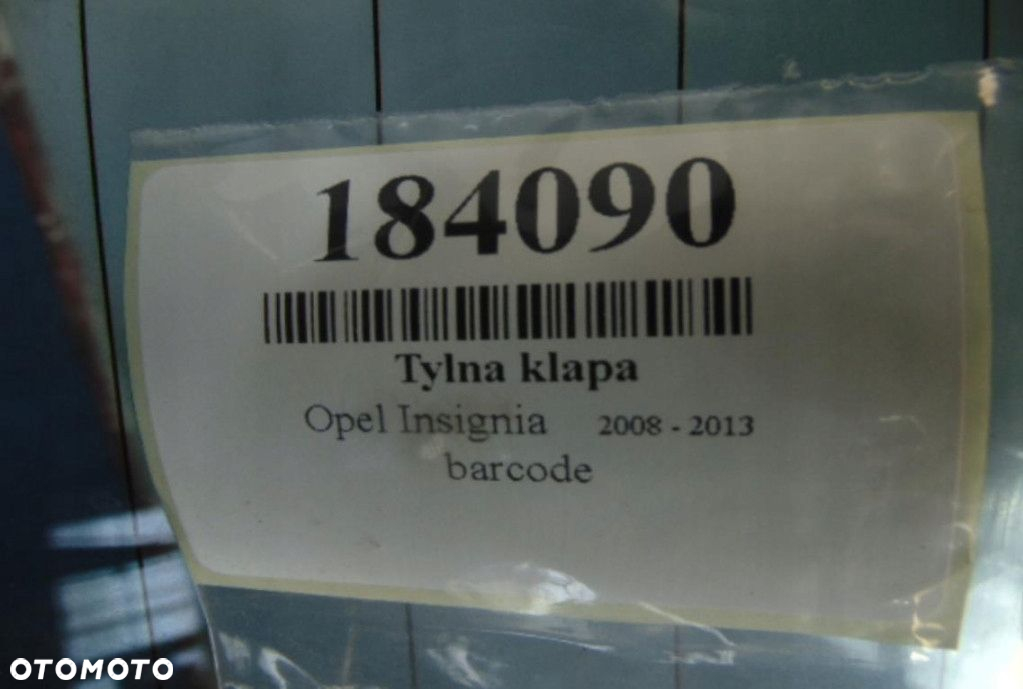 184090
Tylna klapa
Opel Insignia 2008 - 2013
barcode
OTOMOTO